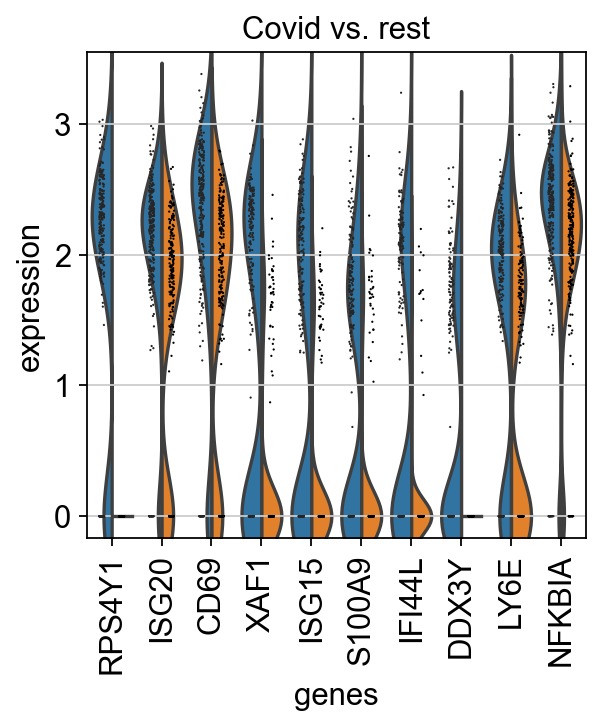 Covid vs. rest
expression
3
2
1
0
RPS4Y1
ISG20
CD69
XAF1
ISG15
S100A9
IFI44L
DDX3Y
LY6E
NFKBIA
genes